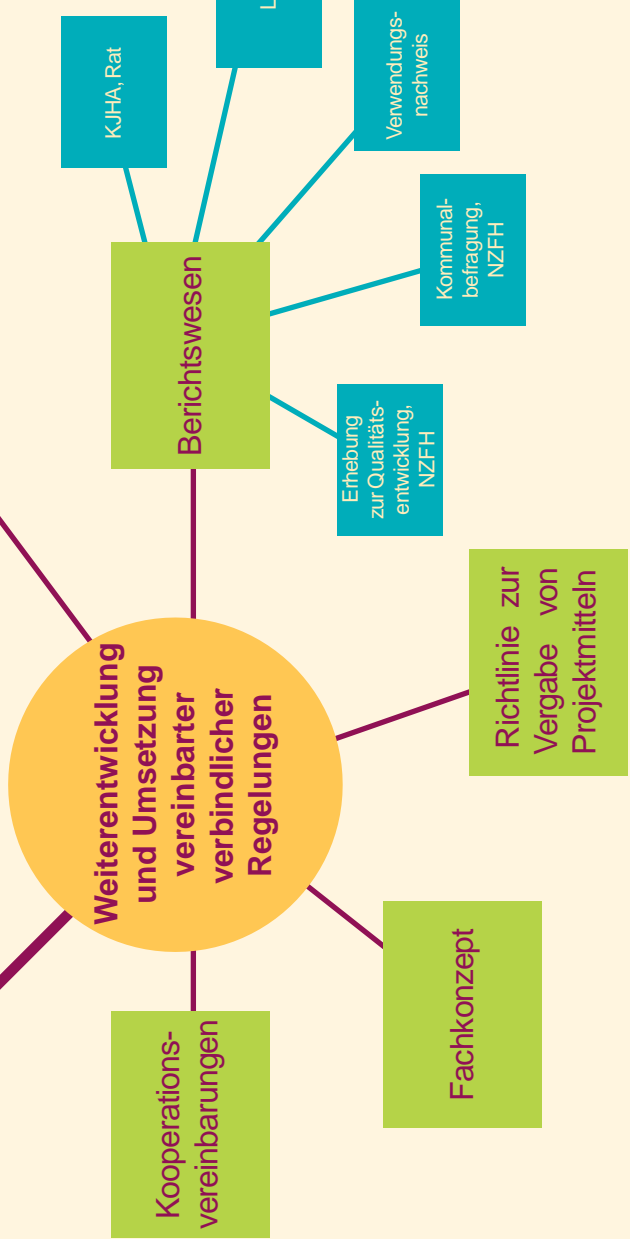 Weiterentwicklung
und Umsetzung
vereinbarter
verbindlicher
Regelungen
Kooperations-
vereinbarungen
Fachkonzept
Richtlinie zur
Vergabe von
Projektmitteln
Berichtswesen
Erhebung
zur Qualitäts-
entwicklung,
NZFH
Kommunal-
befragung,
NZFH
Verwendungs-
nachweis
KJHA, Rat